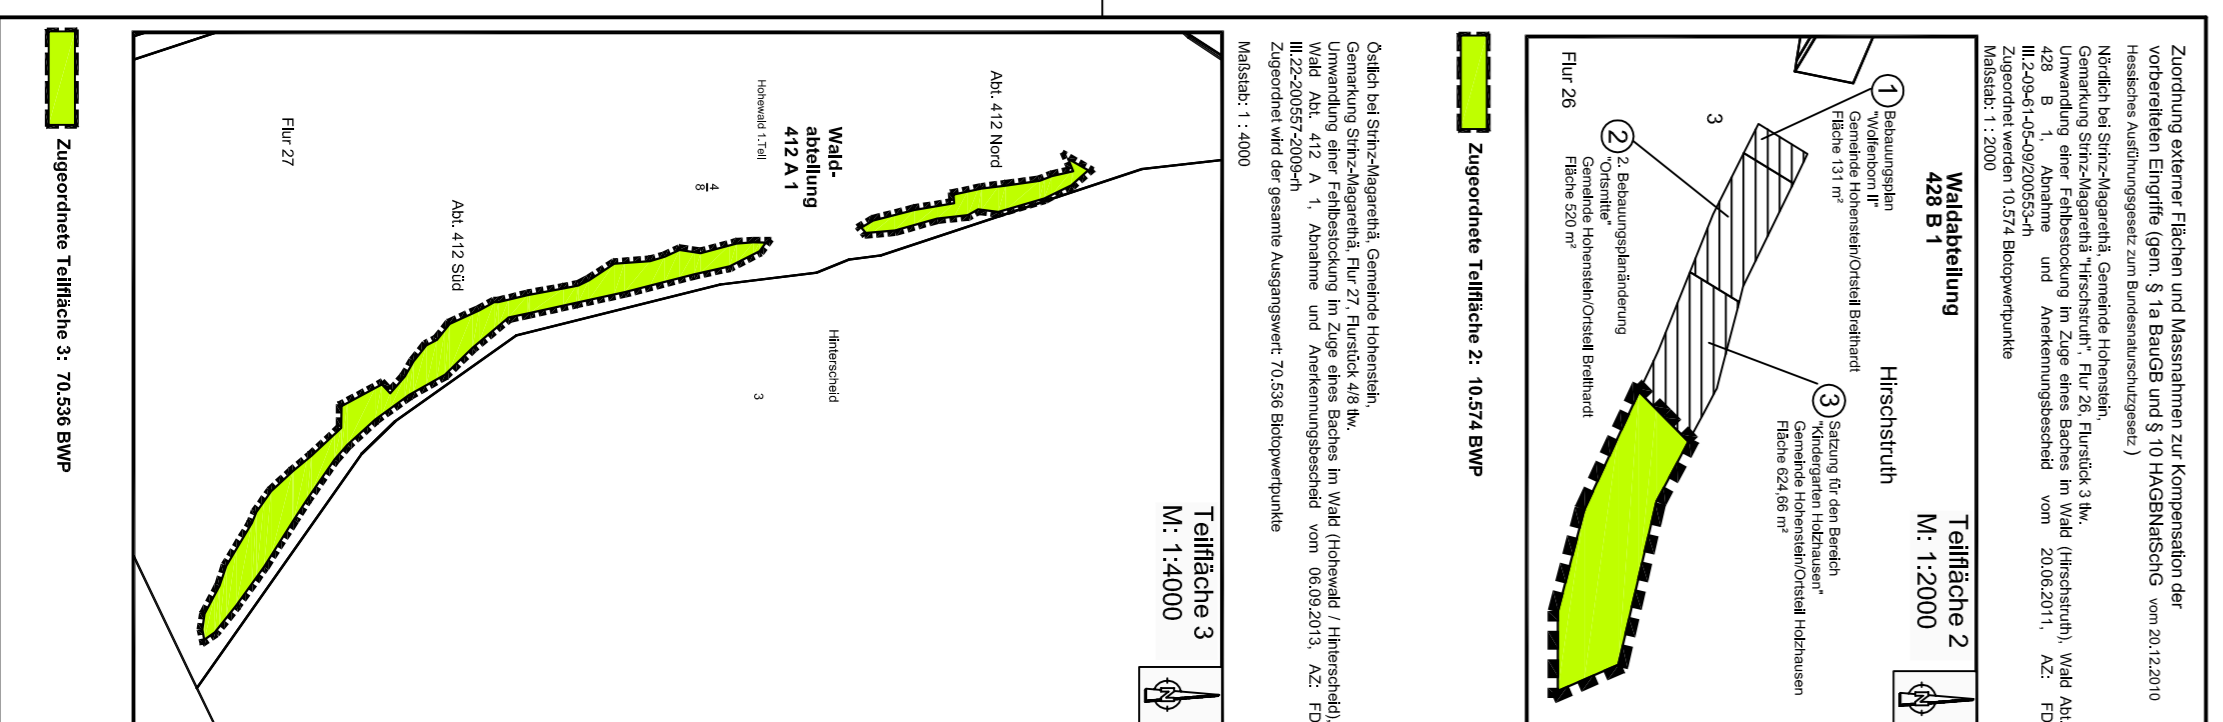 Zuordnung externer Flächen und Massnahmen zur Kompensation der
vorbereiteten Eingriffe (gem. § 1a BauGB und § 10 HAGBNatSchG vom 20.12.2010
Hessisches Ausführungsgesetz zum Bundesnaturschutzgesetz )
Nördlich bei Strinz-Magarethä, Gemeinde Hohenstein,
Gemarkung Strinz-Magarethä "Hirschstruth", Flur 26, Flurstück 3 tlw.
Umwandlung einer Fehlbestockung im Zuge eines Baches im Wald (Hirschstruth), Wald Abt.
428 B 1, Abnahme und Anerkennungsbescheid vom 20.06.2011, AZ: FD
III.2-09-61-05-09/200553-rh
Zugeordnet werden 10.574 Biotopwertpunkte
Maßstab: 1 : 2000
Teilfläche 2
M: 1:2000
N
Waldabteilung
428 B 1
Hirschstruth
1
Bebauungsplan
"Wolfenborn II"
Gemeinde Hohenstein/Ortsteil Breithardt
Fläche 131 m²
3
Satzung für den Bereich
"Kindergarten Holzhausen"
Gemeinde Hohenstein/Ortsteil Holzhausen
Fläche 624,66 m²
3
2
2. Bebauungsplanänderung
"Ortsmitte"
Gemeinde Hohenstein/Ortsteil Breithardt
Fläche 520 m²
Flur 26
Zugeordnete Teilfläche 2: 10.574 BWP
Östlich bei Strinz-Magarethä, Gemeinde Hohenstein,
Gemarkung Strinz-Magarethä, Flur 27, Flurstück 4/8 tlw.
Umwandlung einer Fehlbestockung im Zuge eines Baches im Wald (Hohewald / Hinterscheid),
Wald Abt. 412 A 1, Abnahme und Anerkennungsbescheid vom 06.09.2013, AZ: FD
III.22-200557-2009-rh
Zugeordnet wird der gesamte Ausgangswert: 70.536 Biotopwertpunkte
Maßstab: 1 : 4000
Teilfläche 3
M: 1:4000
N
Abt. 412 Nord
Wald-
abteilung
412 A 1
Hinterscheid
Hohewald 1.Teil
3
4
8
Abt. 412 Süd
Flur 27
Zugeordnete Teilfläche 3: 70.536 BWP